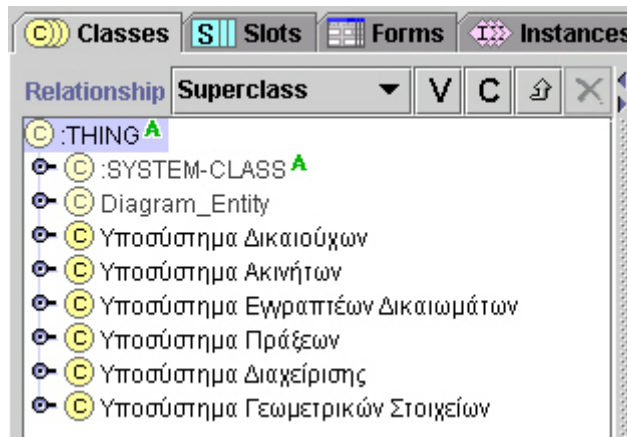 Classes Slots Forms Instances
Relationship Superclass V C
:THING A
:SYSTEM-CLASS A
Diagram_Entity
Υποσύστημα Δικαιούχων
Υποσύστημα Ακινήτων
Υποσύστημα Εγγραπτέων Δικαιωμάτων
Υποσύστημα Πράξεων
Υποσύστημα Διαχείρισης
Υποσύστημα Γεωμετρικών Στοιχείων